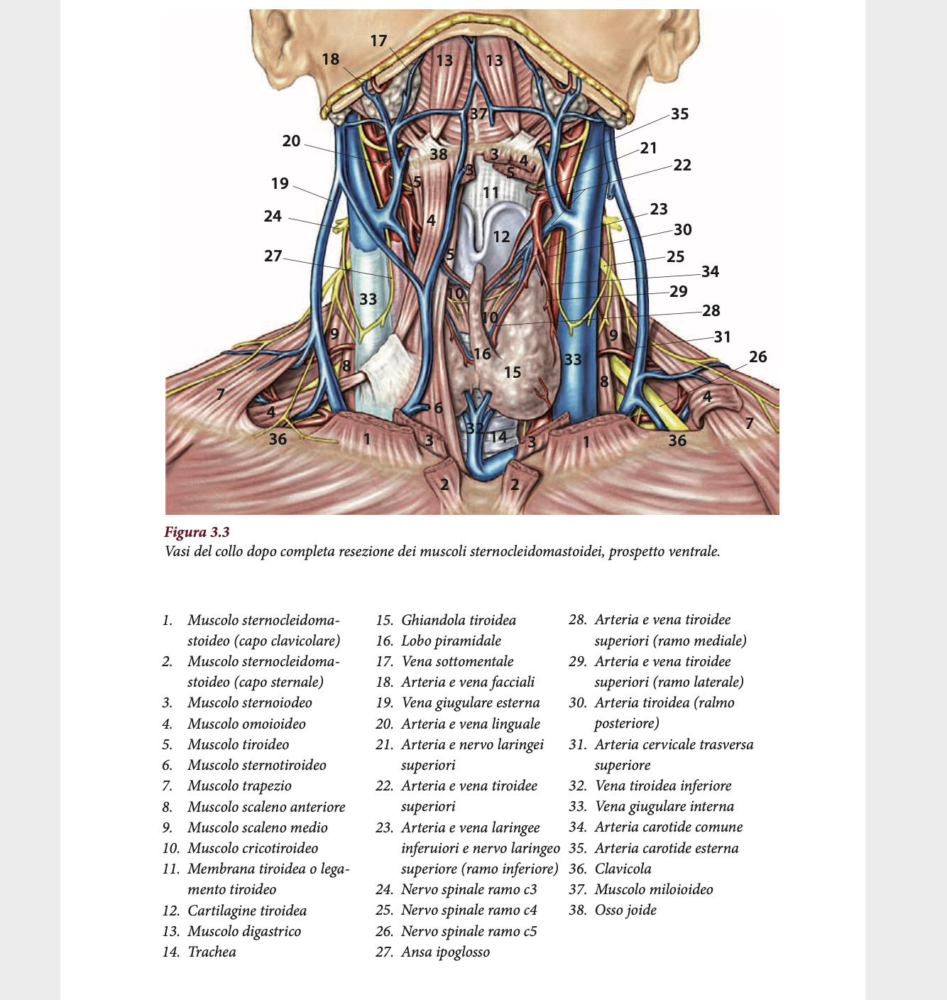 17
13
13
18
37
35
20
21
38
3
4
22
3
5
5
19
11
23
24
4
30
12
5
25
27
34
10
29
33
10
28
9
9
31
16
33
26
8
15
8
7
4
6
4
32
7
36
1
3
14
3
1
36
2
2
Figura 3.3
Vasi del collo dopo completa resezione dei muscoli sternocleidomastoidei, prospetto ventrale.
1. Muscolo sternocleidoma-
stoideo (capo clavicolare)
2. Muscolo sternocleidoma-
stoideo (capo sternale)
3. Muscolo sternoiodeo
4. Muscolo omoioideo
5. Muscolo tiroideo
6. Muscolo sternotiroideo
7. Muscolo trapezio
8. Muscolo scaleno anteriore
9. Muscolo scaleno medio
10. Muscolo cricotiroideo
11. Membrana tiroidea o lega-
mento tiroideo
12. Cartilagine tiroidea
13. Muscolo digastrico
14. Trachea
15. Ghiandola tiroidea
16. Lobo piramidale
17. Vena sottomentale
18. Arteria e vena facciali
19. Vena giugulare esterna
20. Arteria e vena linguale
21. Arteria e nervo laringei
superiori
22. Arteria e vena tiroidee
superiori
23. Arteria e vena laringee
inferuiori e nervo laringeo
superiore (ramo inferiore)
24. Nervo spinale ramo c3
25. Nervo spinale ramo c4
26. Nervo spinale ramo c5
27. Ansa ipoglosso
28. Arteria e vena tiroidee
superiori (ramo mediale)
29. Arteria e vena tiroidee
superiori (ramo laterale)
30. Arteria tiroidea (ralmo
posteriore)
31. Arteria cervicale trasversa
superiore
32. Vena tiroidea inferiore
33. Vena giugulare interna
34. Arteria carotide comune
35. Arteria carotide esterna
36. Clavicola
37. Muscolo miloioideo
38. Osso joide